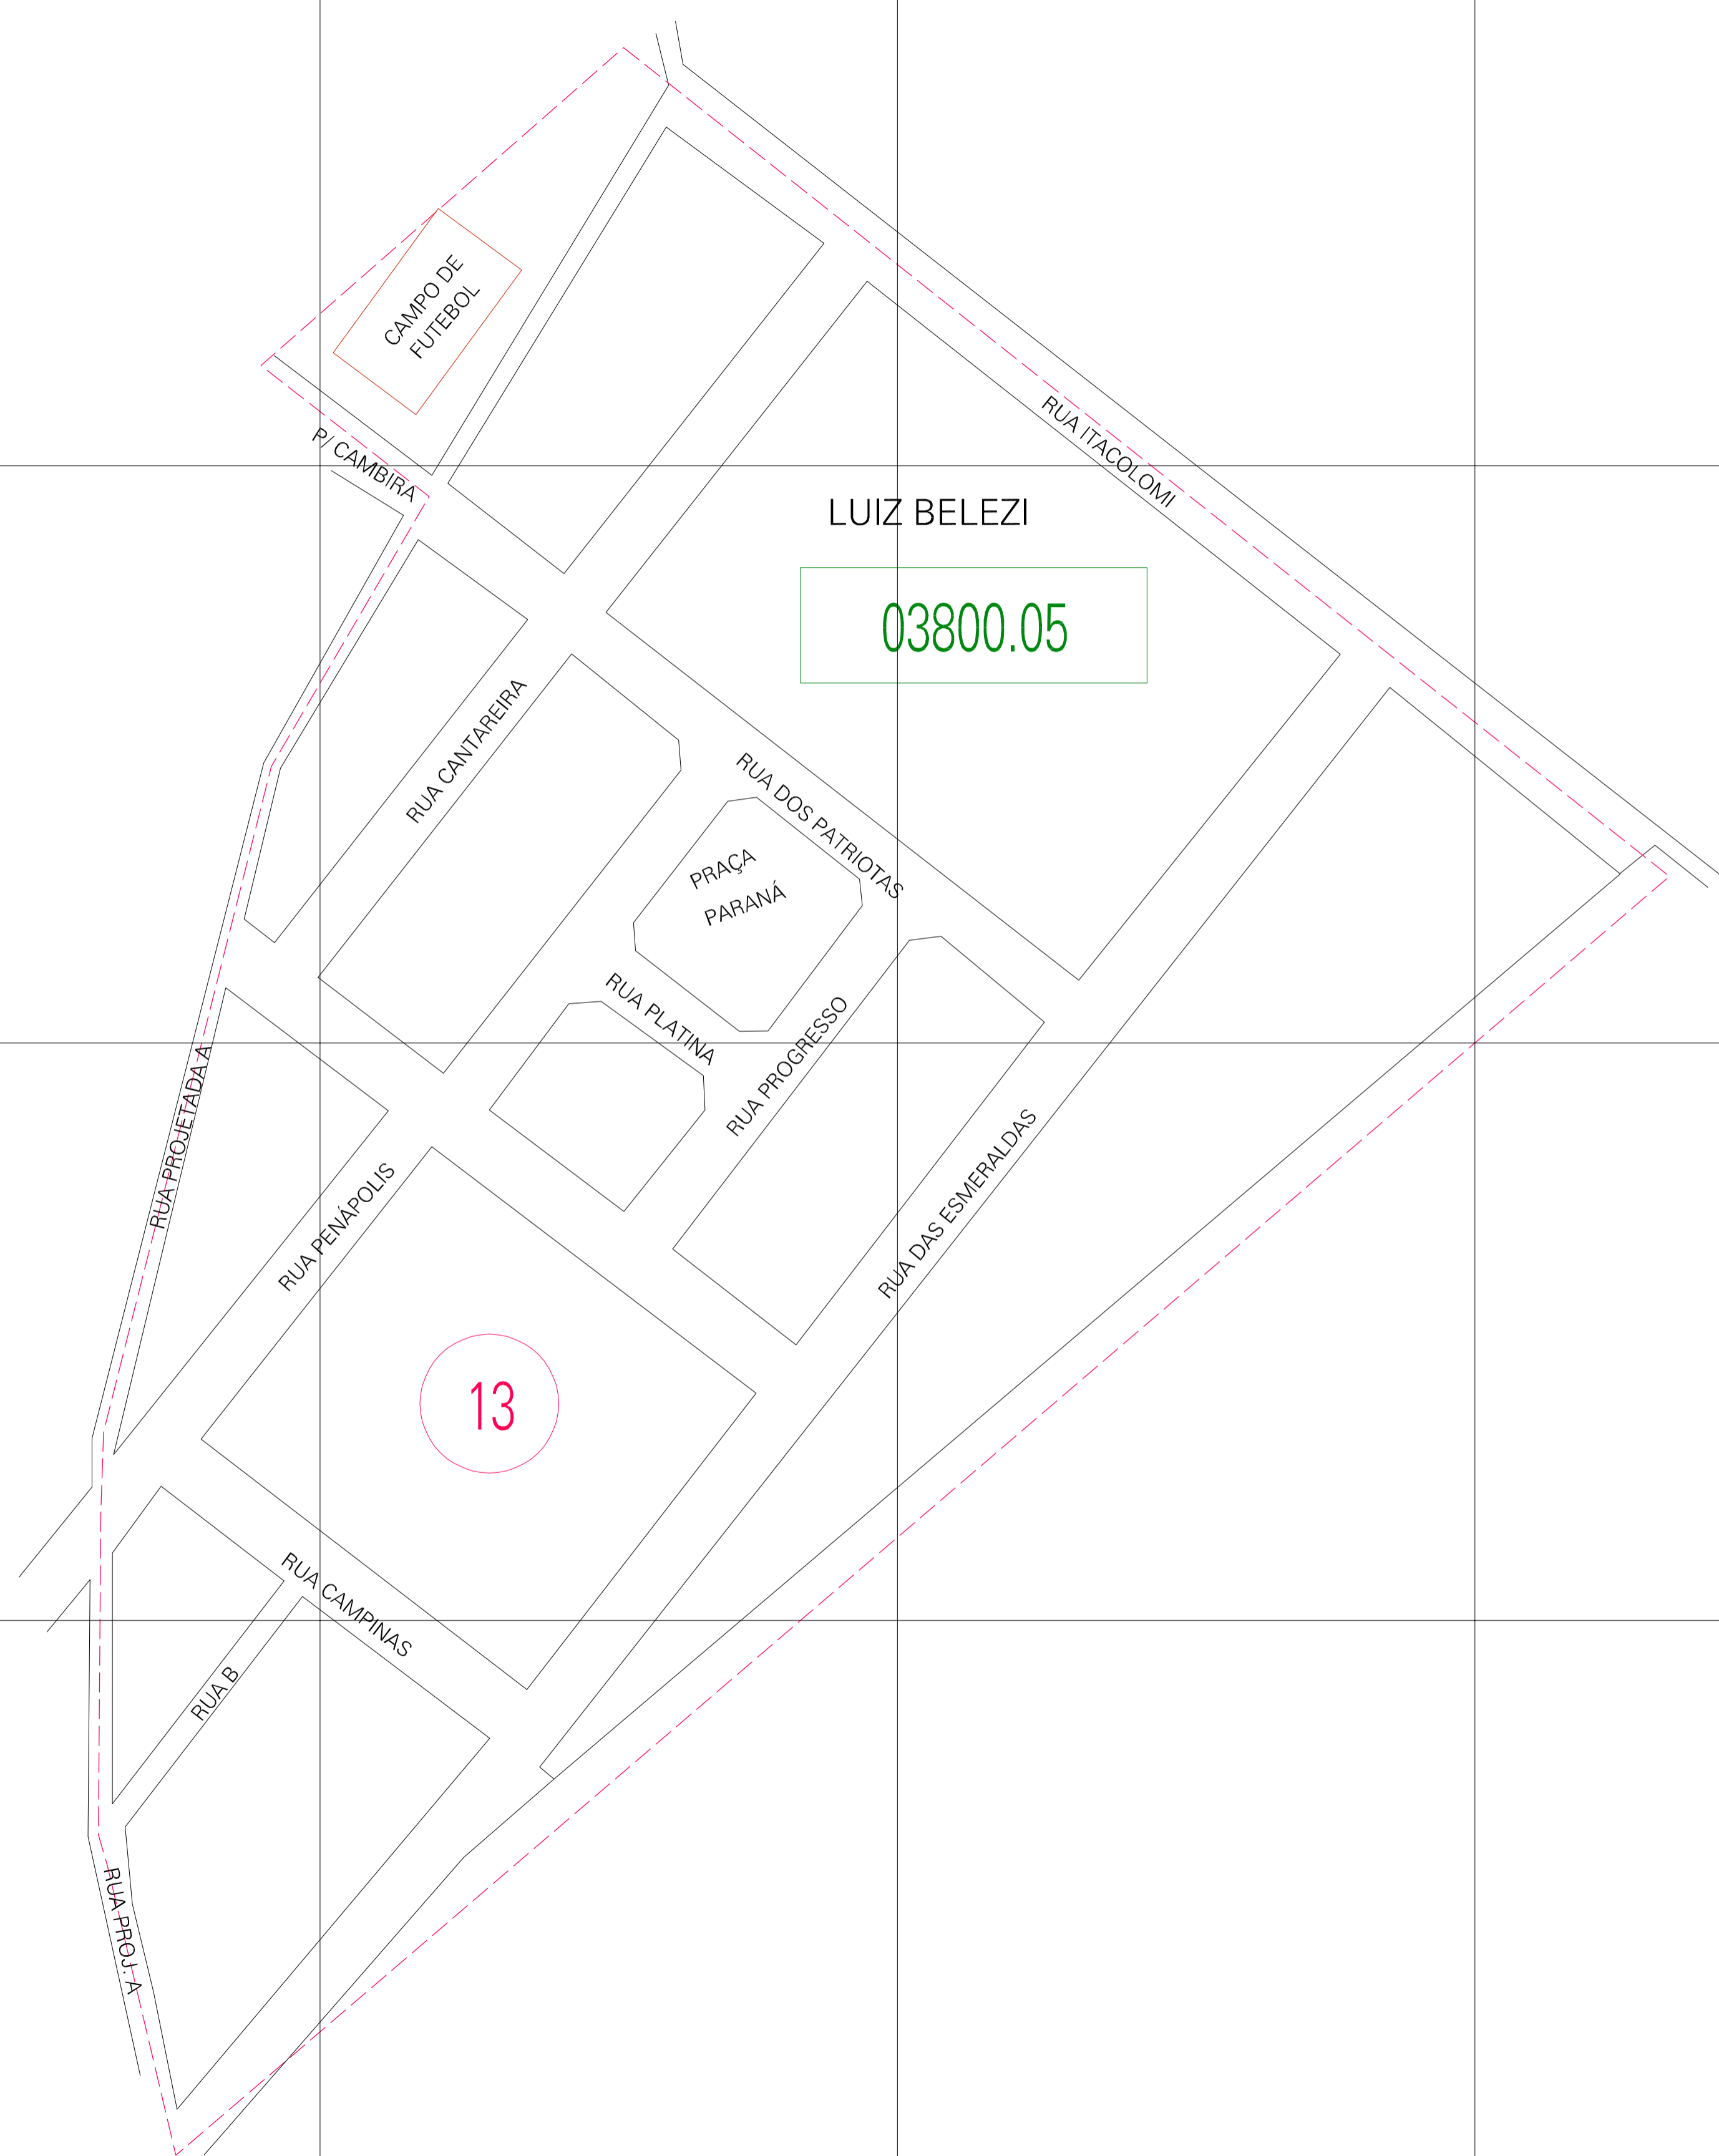 CAMPO DE
FUTEBOL
P/ CAMBIRA
RUA ITACOLOMI
LUIZ BELEZI
03800.05
RUA CANTAREIRA
RUA DOS PATRIOTAS
PRAÇA
PARANÁ
RUA PLATINA
RUA PROGRESSO
RUA PROJETADA A
RUA PENÁPOLIS
RUA DAS ESMERALDAS
13
RUA CAMPINAS
RUA B
RUA PROJ. A